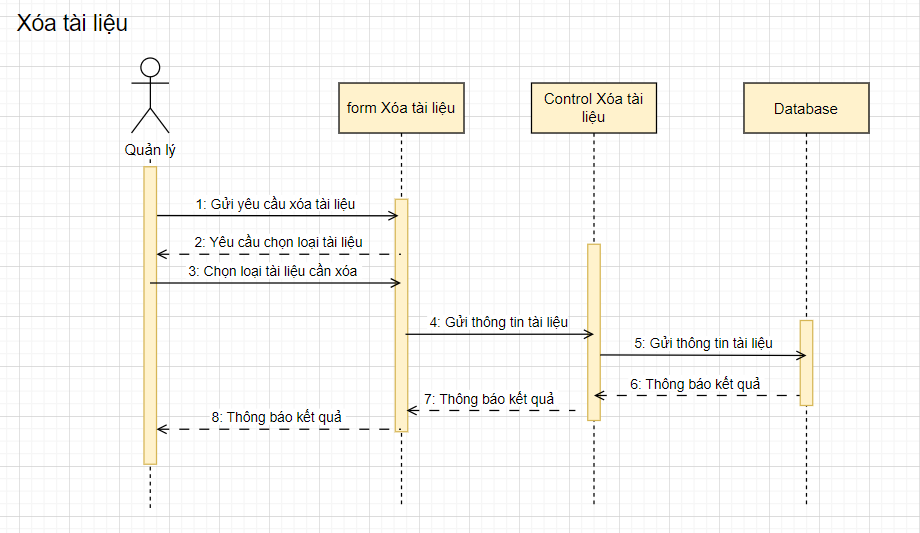 Xóa tài liệu
form Xóa tài liệu
Control Xóa tài
liệu
Database
Quản lý
1: Gửi yêu cầu xóa tài liệu
2: Yêu cầu chọn loại tài liệu
3: Chọn loại tài liệu cần xóa
4: Gửi thông tin tài liệu
5: Gửi thông tin tài liệu
6: Thông báo kết quả
7: Thông báo kết quả
8: Thông báo kết quả